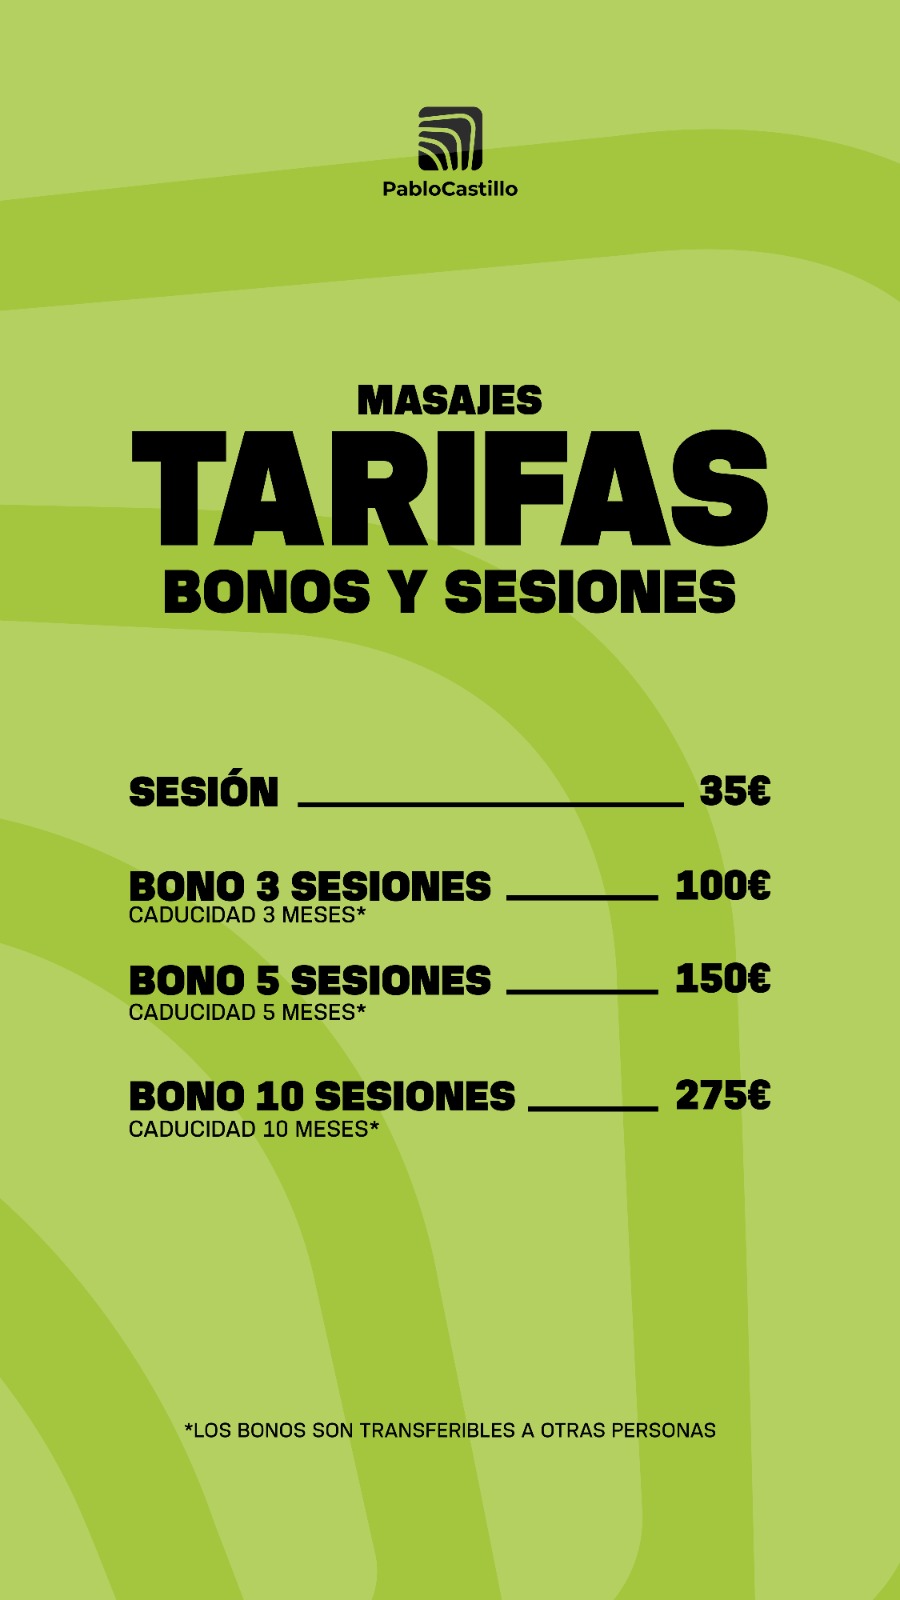 PabloCastillo
MASAJES
TARIFAS
BONOS Y SESIONES
SESIÓN 35€
BONO 3 SESIONES 100€
CADUCIDAD 3 MESES*
BONO 5 SESIONES 150€
CADUCIDAD 5 MESES*
BONO 10 SESIONES 275€
CADUCIDAD 10 MESES*
*LOS BONOS SON TRANSFERIBLES A OTRAS PERSONAS